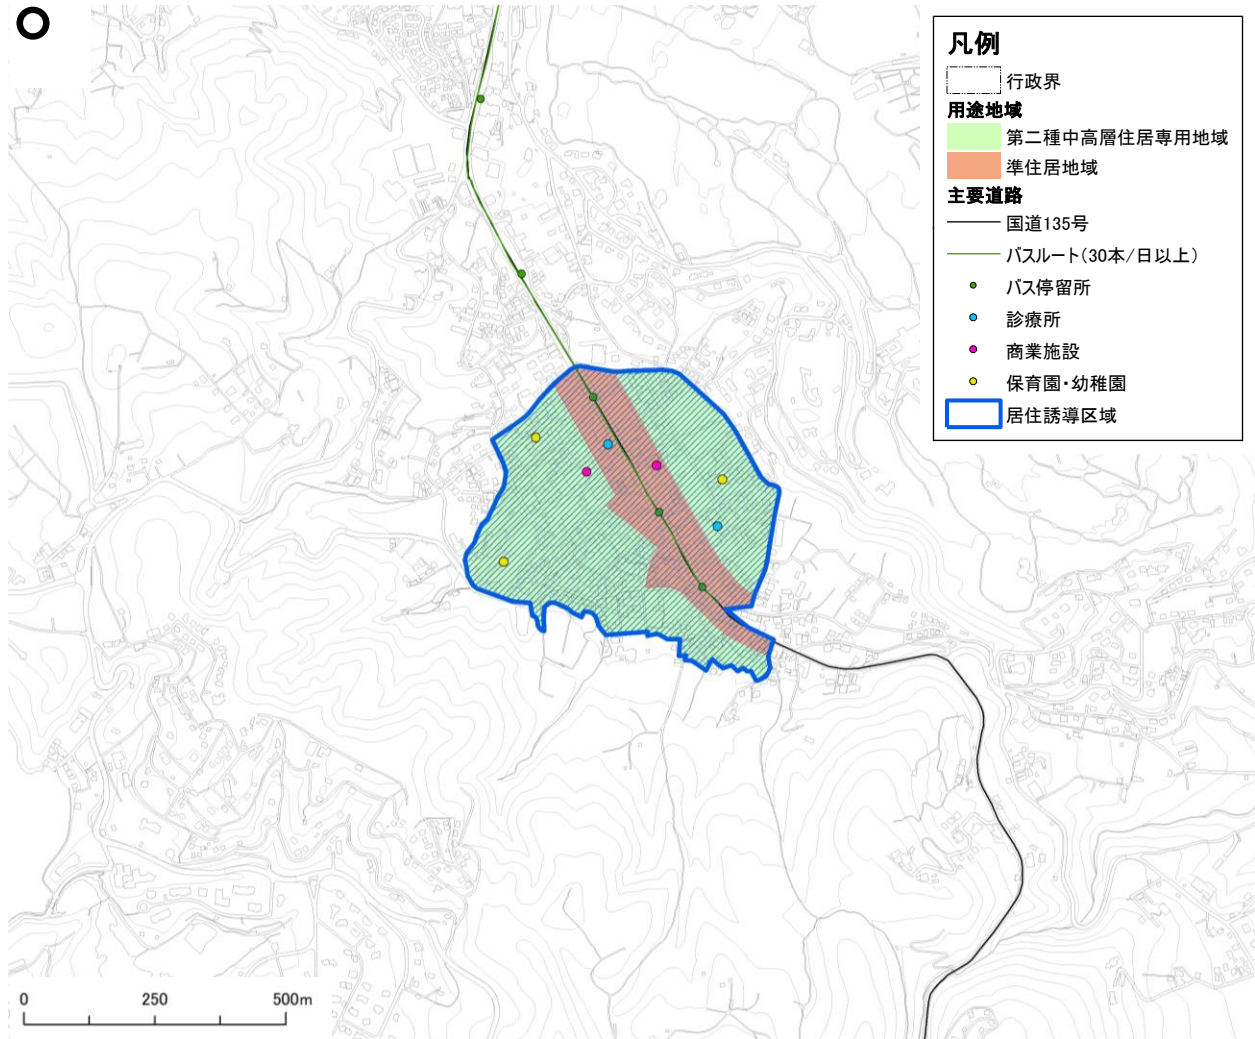 凡例
行政界
用途地域
第二種中高層住居専用地域
準住居地域
主要道路
国道135号
バスルート(30本/日以上)
バス停留所
診療所
商業施設
保育園・幼稚園
居住誘導区域
0 250 500m